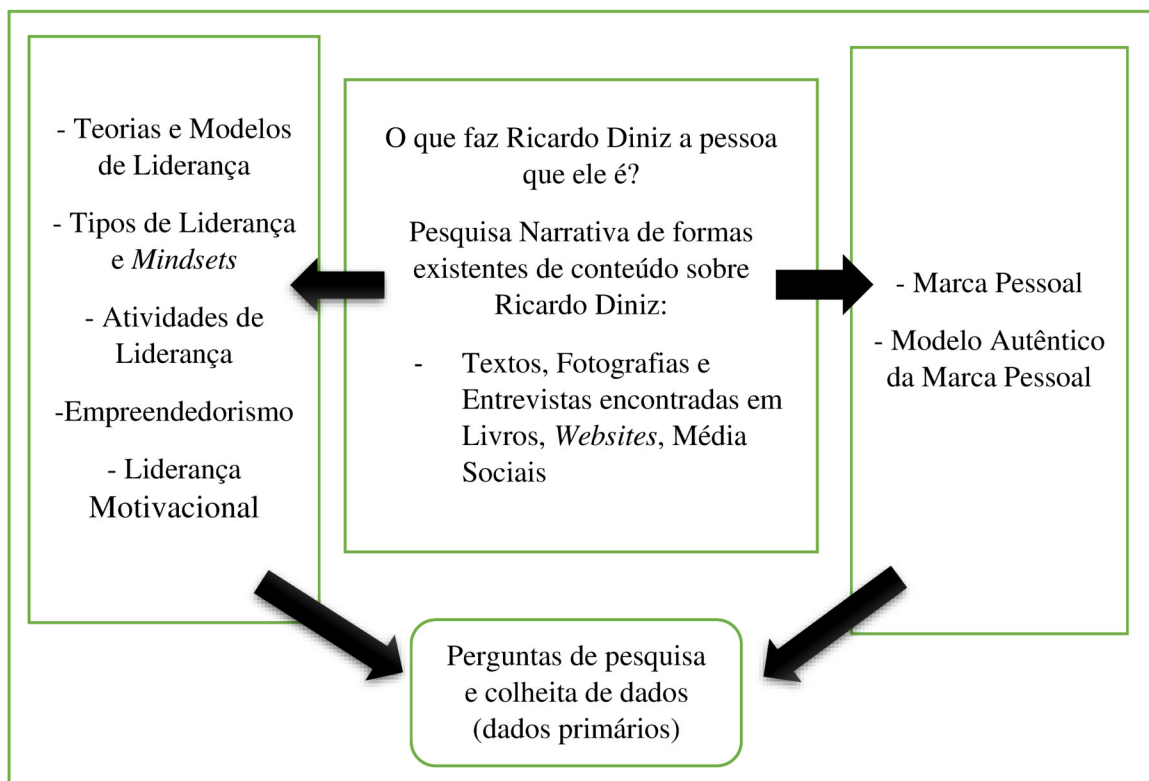 - Teorias e Modelos
de Liderança
- Tipos de Liderança
e Mindsets
- Atividades de
Liderança
-Empreendedorismo
- Liderança
Motivacional
O que faz Ricardo Diniz a pessoa
que ele é?
Pesquisa Narrativa de formas
existentes de conteúdo sobre
Ricardo Diniz:
- Textos, Fotografias e
Entrevistas encontradas em
Livros, Websites, Média
Sociais
- Marca Pessoal
- Modelo Autêntico
da Marca Pessoal
Perguntas de pesquisa
e colheita de dados
(dados primários)